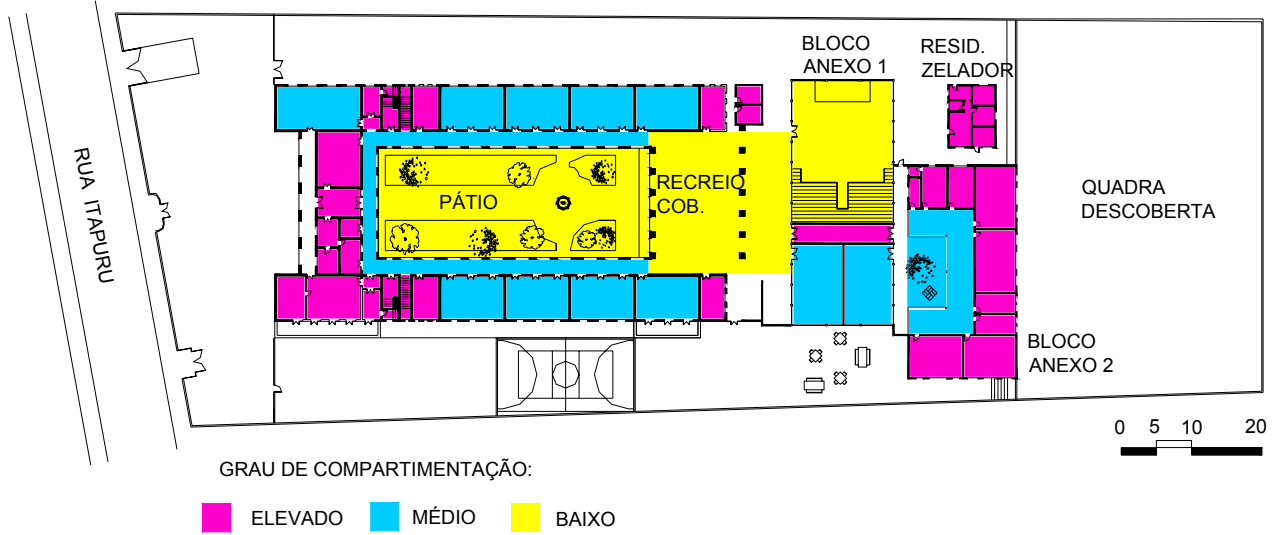 BLOCO
ANEXO 1
RESID.
ZELADOR
RUA ITAPURU
PÁTIO
RECREIO
COB.
QUADRA
DESCOBERTA
BLOCO
ANEXO 2
0 5 10 20
GRAU DE COMPARTIMENTAÇÃO:
ELEVADO MÉDIO BAIXO